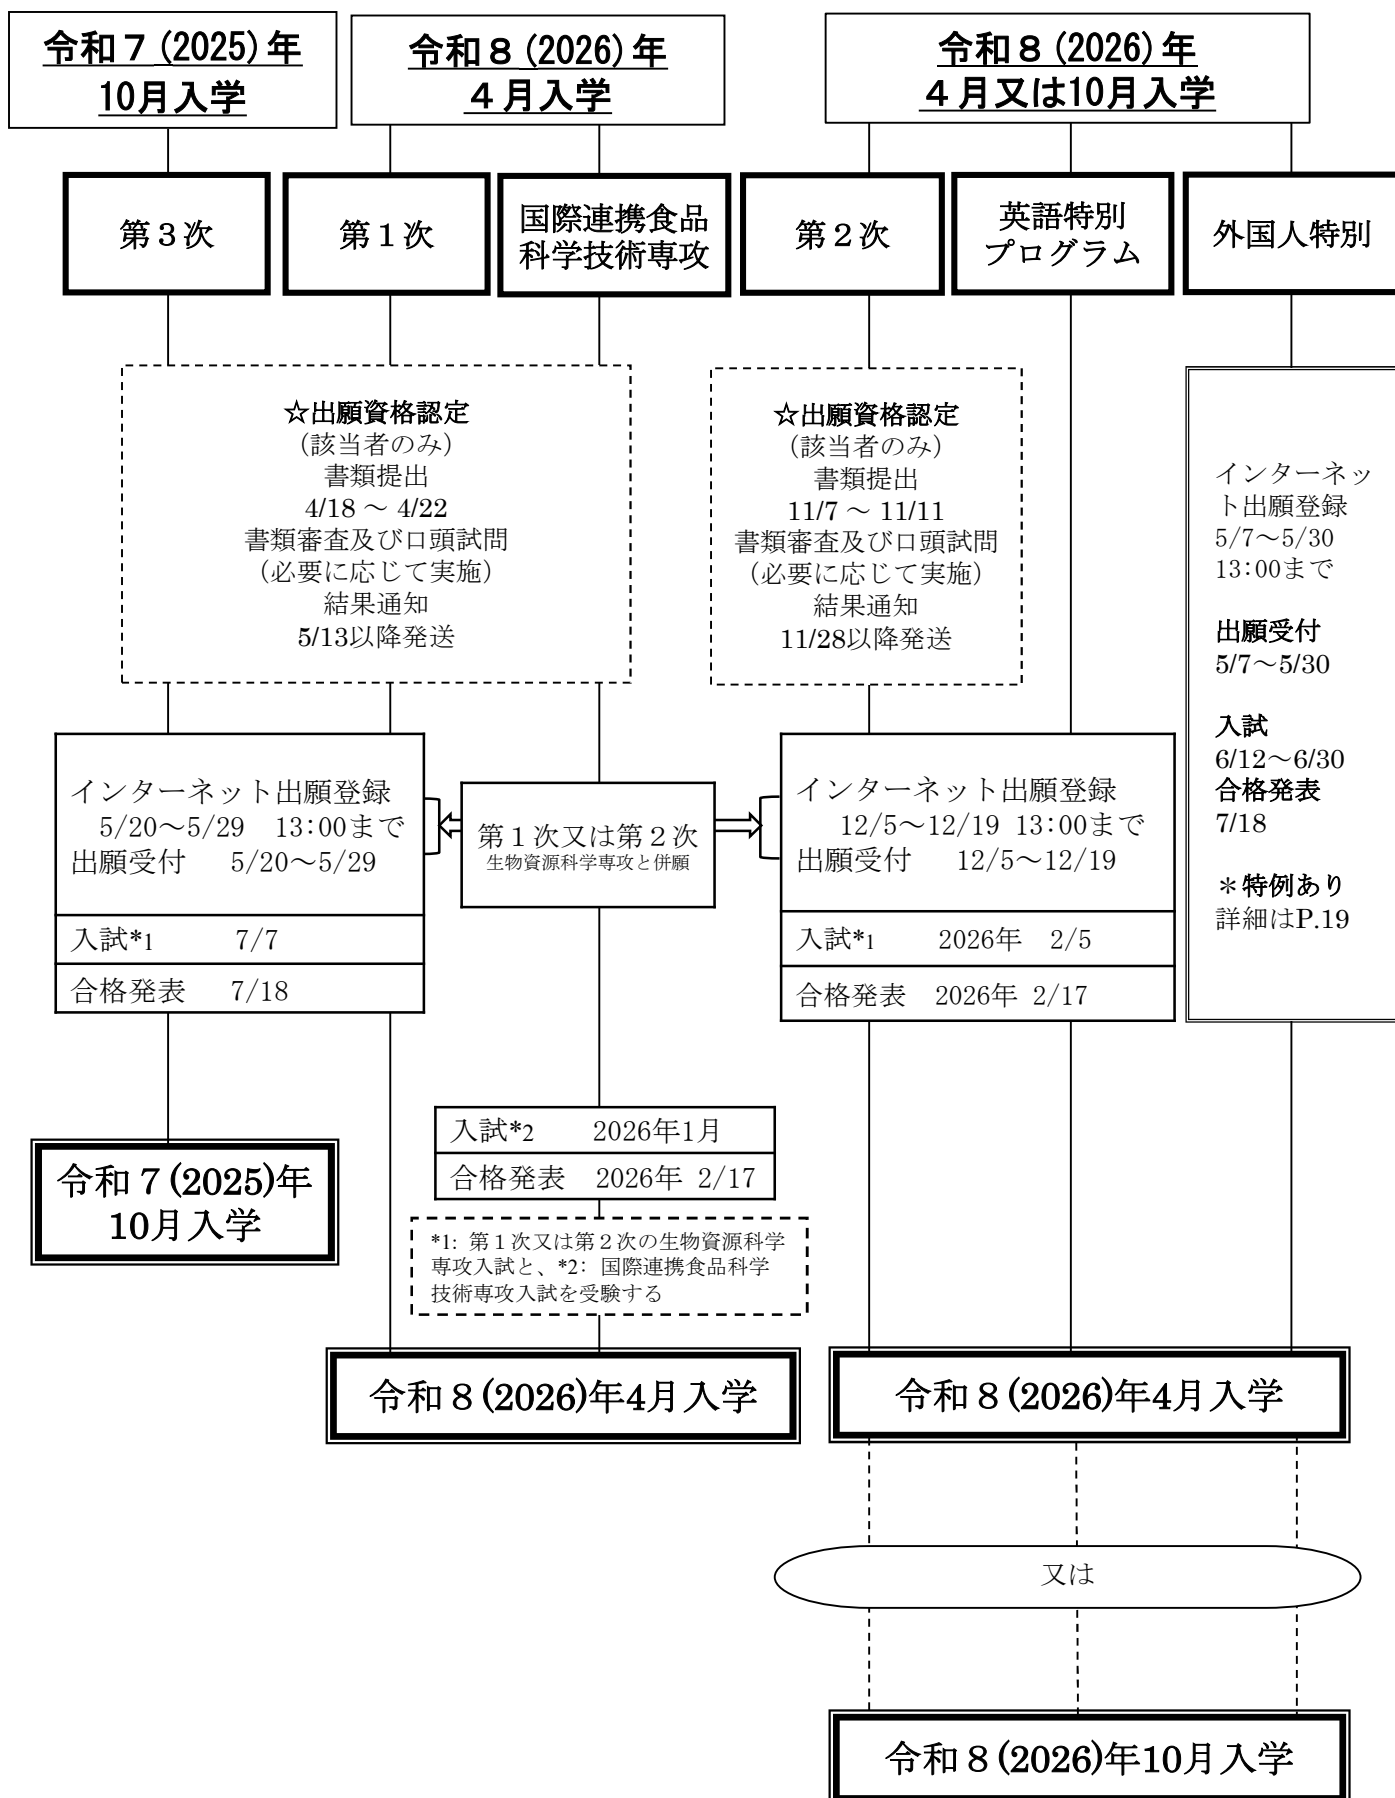 令和７(2025)年
10月入学
令和８(2026)年
４月入学
令和８(2026)年
４月又は10月入学
第３次
第１次
国際連携食品
科学技術専攻
第２次
英語特別
プログラム
外国人特別
☆出願資格認定
（該当者のみ）
書類提出
4/18 ～ 4/22
書類審査及び口頭試問
（必要に応じて実施）
結果通知
5/13以降発送
☆出願資格認定
（該当者のみ）
書類提出
11/7 ～ 11/11
書類審査及び口頭試問
（必要に応じて実施）
結果通知
11/28以降発送
インターネッ
ト出願登録
5/7～5/30
13:00まで
出願受付
5/7～5/30
入試
6/12～6/30
合格発表
7/18
＊特例あり
詳細はP.19
インターネット出願登録
5/20～5/29　13:00まで
出願受付　5/20～5/29
入試*1　7/7
合格発表　7/18
第１次又は第２次
生物資源科学専攻と併願
インターネット出願登録
12/5～12/19 13:00まで
出願受付　12/5～12/19
入試*1　2026年　2/5
合格発表　2026年 2/17
入試*2　2026年1月
合格発表　2026年 2/17
*1: 第１次又は第２次の生物資源科学
専攻入試と、*2: 国際連携食品科学
技術専攻入試を受験する
令和７(2025)年
10月入学
令和８(2026)年4月入学
令和８(2026)年4月入学
又は
令和８(2026)年10月入学